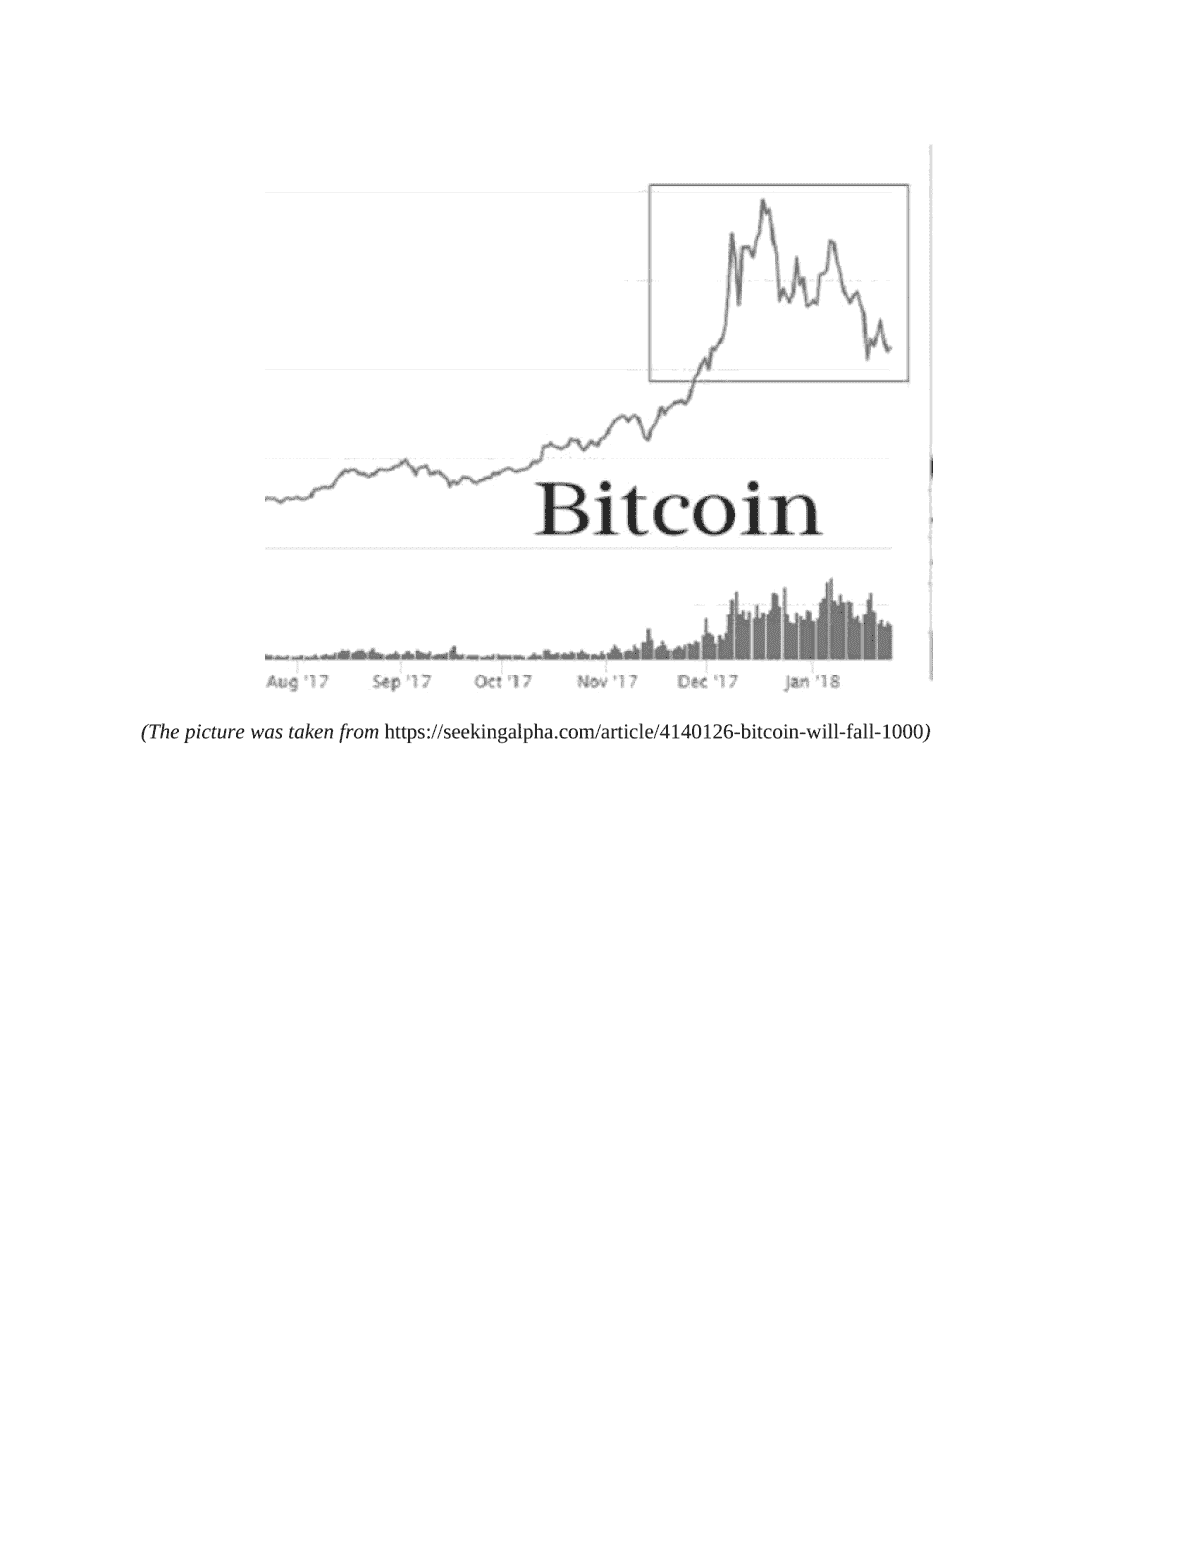 Bitcoin
Aug '17 Sep '17 Oct '17 Nov '17 Dec '17 Jan '18
(The picture was taken from https://seekingalpha.com/article/4140126-bitcoin-will-fall-1000)